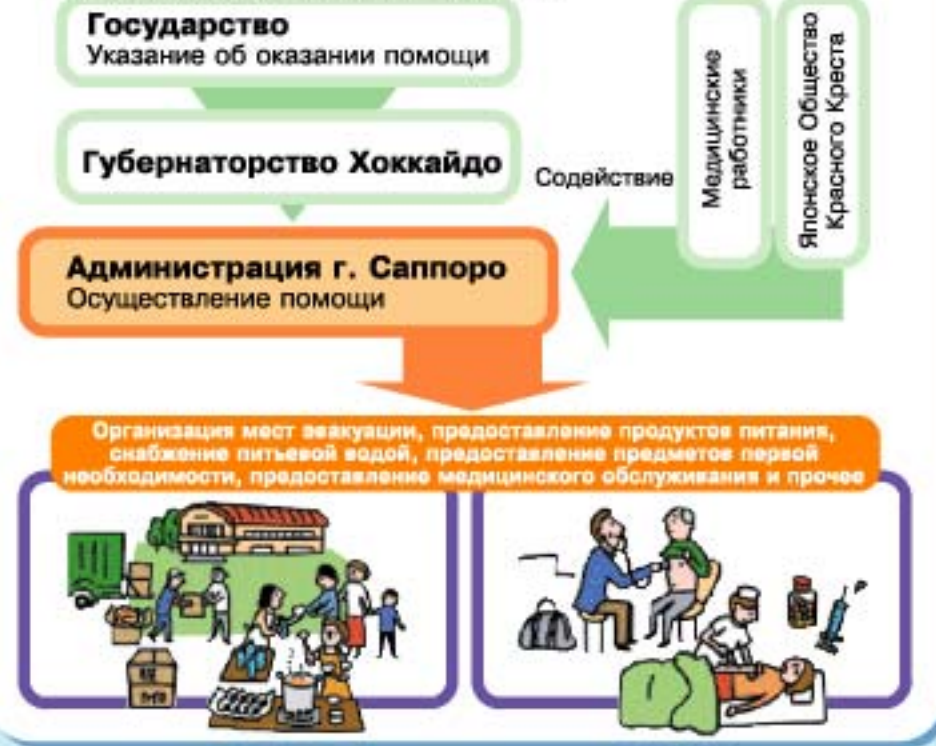 Государство
Указание об оказании помощи
Губернаторство Хоккайдо
Содействие
Медицинские
работники
Японское Общество
Красного Креста
Администрация г. Саппоро
Осуществление помощи
Организация мест эвакуации, предоставление продуктов питания,
снабжение питьевой водой, предоставление предметов первой
необходимости, предоставление медицинского обслуживания и прочее